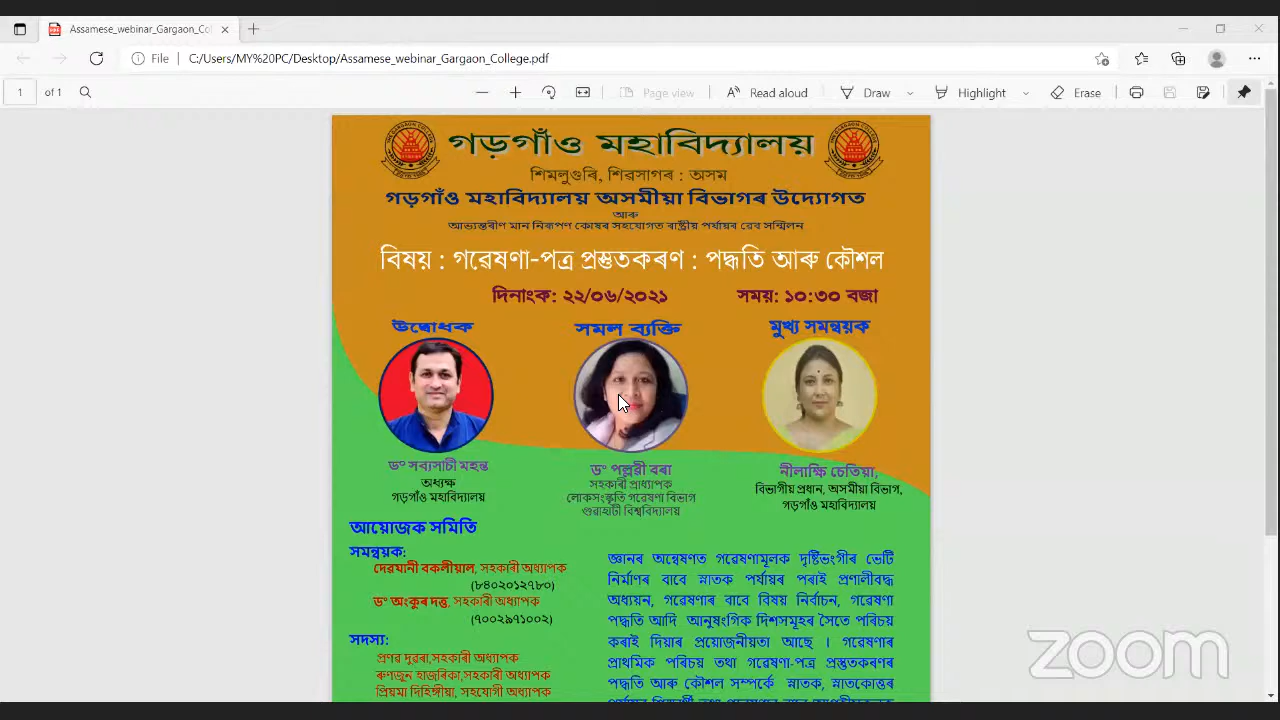 Assamese_webinar_Gargaon_Col
File
C:/Users/MY%20PC/Desktop/Assamese_webinar_Gargaon_College.pdf
1 of 1
Page view
Read aloud
Draw
Highlight
Erase
গড়গাঁও মহাবিদ্যালয়
শিমলুগুৰি, শিৱসাগৰ : অসম
গড়গাঁও মহাবিদ্যালয় অসমীয়া বিভাগৰ উদ্যোগত
আৰু
আভ্যন্তৰীণ মান নিৰূপণ কোষৰ সহযোগত ৰাষ্ট্ৰীয় পৰ্যায়ৰ ৱেব সন্মিলন
বিষয় : গৱেষণা-পত্ৰ প্ৰস্তুতকৰণ : পদ্ধতি আৰু কৌশল
দিনাংক: ২২/০৬/২০২১ সময়: ১০:৩০ বজা
উদ্বোধক
সমল ব্যক্তি
মুখ্য সমন্বয়ক
ড° সব্যসাচী মহন্ত
অধ্যক্ষ
গড়গাঁও মহাবিদ্যালয়
ড° পল্লৱী বৰা
সহকাৰী প্ৰাধ্যাপক
লোকসংস্কৃতি গৱেষণা বিভাগ
গুৱাহাটী বিশ্ববিদ্যালয়
নীলাক্ষি চেতিয়া,
বিভাগীয় প্ৰধান, অসমীয়া বিভাগ,
গড়গাঁও মহাবিদ্যালয়
আয়োজক সমিতি
সমন্বয়ক:
দেৱযানী বকলীয়াল, সহকাৰী অধ্যাপক
(৮৪০২০১২৭৮০)
ড° অংকুৰ দত্ত, সহকাৰী অধ্যাপক
(৭০০২৯৭১০০২)
সদস্য:
প্ৰণৱ দুৱৰা,সহকাৰী অধ্যাপক
ৰুণজুন হাজৰিকা,সহকাৰী অধ্যাপক
প্ৰিয়মা দিহিঙ্গীয়া, সহযোগী অধ্যাপক
জ্ঞানৰ অন্বেষণত গৱেষণামূলক দৃষ্টিভংগীৰ ভেটি
নিৰ্মাণৰ বাবে স্নাতক পৰ্যায়ৰ পৰাই প্ৰণালীবদ্ধ
অধ্যয়ন, গৱেষণাৰ বাবে বিষয় নিৰ্বাচন, গৱেষণা
পদ্ধতি আদি আনুষংগিক দিশসমূহৰ সৈতে পৰিচয়
কৰাই দিয়াৰ প্ৰয়োজনীয়তা আছে । গৱেষণাৰ
প্ৰাথমিক পৰিচয় তথা গৱেষণা-পত্ৰ প্ৰস্তুতকৰণৰ
পদ্ধতি আৰু কৌশল সম্পৰ্কে স্নাতক, স্নাতকোত্তৰ
zoom